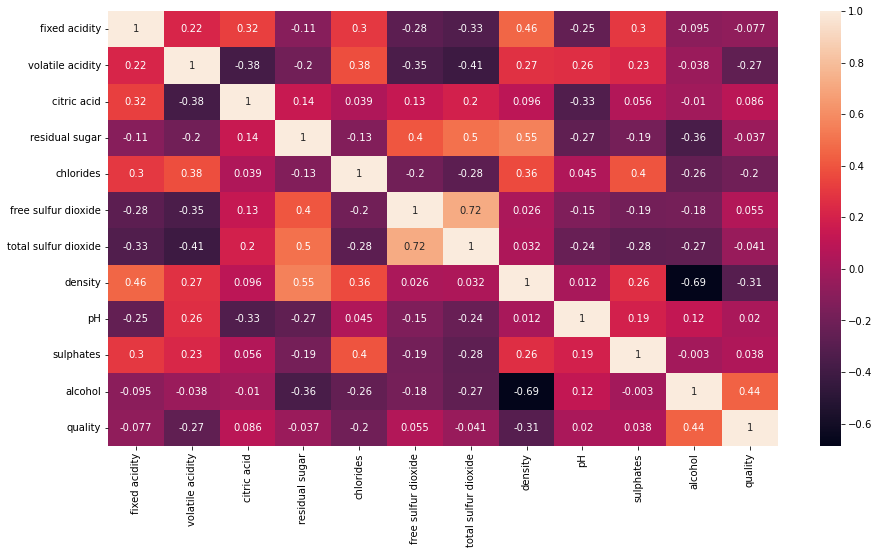 fixed acidity 1 0.22 0.32 -0.11 0.3 -0.28 -0.33 0.46 -0.25 0.3 -0.095 -0.077
volatile acidity 0.22 1 -0.38 -0.2 0.38 -0.35 -0.41 0.27 0.26 0.23 -0.038 -0.27
citric acid 0.32 -0.38 1 0.14 0.039 0.13 0.2 0.096 -0.33 0.056 -0.01 0.086
residual sugar -0.11 -0.2 0.14 1 -0.13 0.4 0.5 0.55 -0.27 -0.19 -0.36 -0.037
chlorides 0.3 0.38 0.039 -0.13 1 -0.2 -0.28 0.36 0.045 0.4 -0.26 -0.2
free sulfur dioxide -0.28 -0.35 0.13 0.4 -0.2 1 0.72 0.026 -0.15 -0.19 -0.18 0.055
total sulfur dioxide -0.33 -0.41 0.2 0.5 -0.28 0.72 1 0.032 -0.24 -0.28 -0.27 -0.041
density 0.46 0.27 0.096 0.55 0.36 0.026 0.032 1 0.012 0.26 -0.69 -0.31
pH -0.25 0.26 -0.33 -0.27 0.045 -0.15 -0.24 0.012 1 0.19 0.12 0.02
sulphates 0.3 0.23 0.056 -0.19 0.4 -0.19 -0.28 0.26 0.19 1 -0.003 0.038
alcohol -0.095 -0.038 -0.01 -0.36 -0.26 -0.18 -0.27 -0.69 0.12 -0.003 1 0.44
quality -0.077 -0.27 0.086 -0.037 -0.2 0.055 -0.041 -0.31 0.02 0.038 0.44 1
fixed acidity
volatile acidity
citric acid
residual sugar
chlorides
free sulfur dioxide
total sulfur dioxide
density
pH
sulphates
alcohol
quality
1.0
0.8
0.6
0.4
0.2
0.0
−0.2
−0.4
−0.6